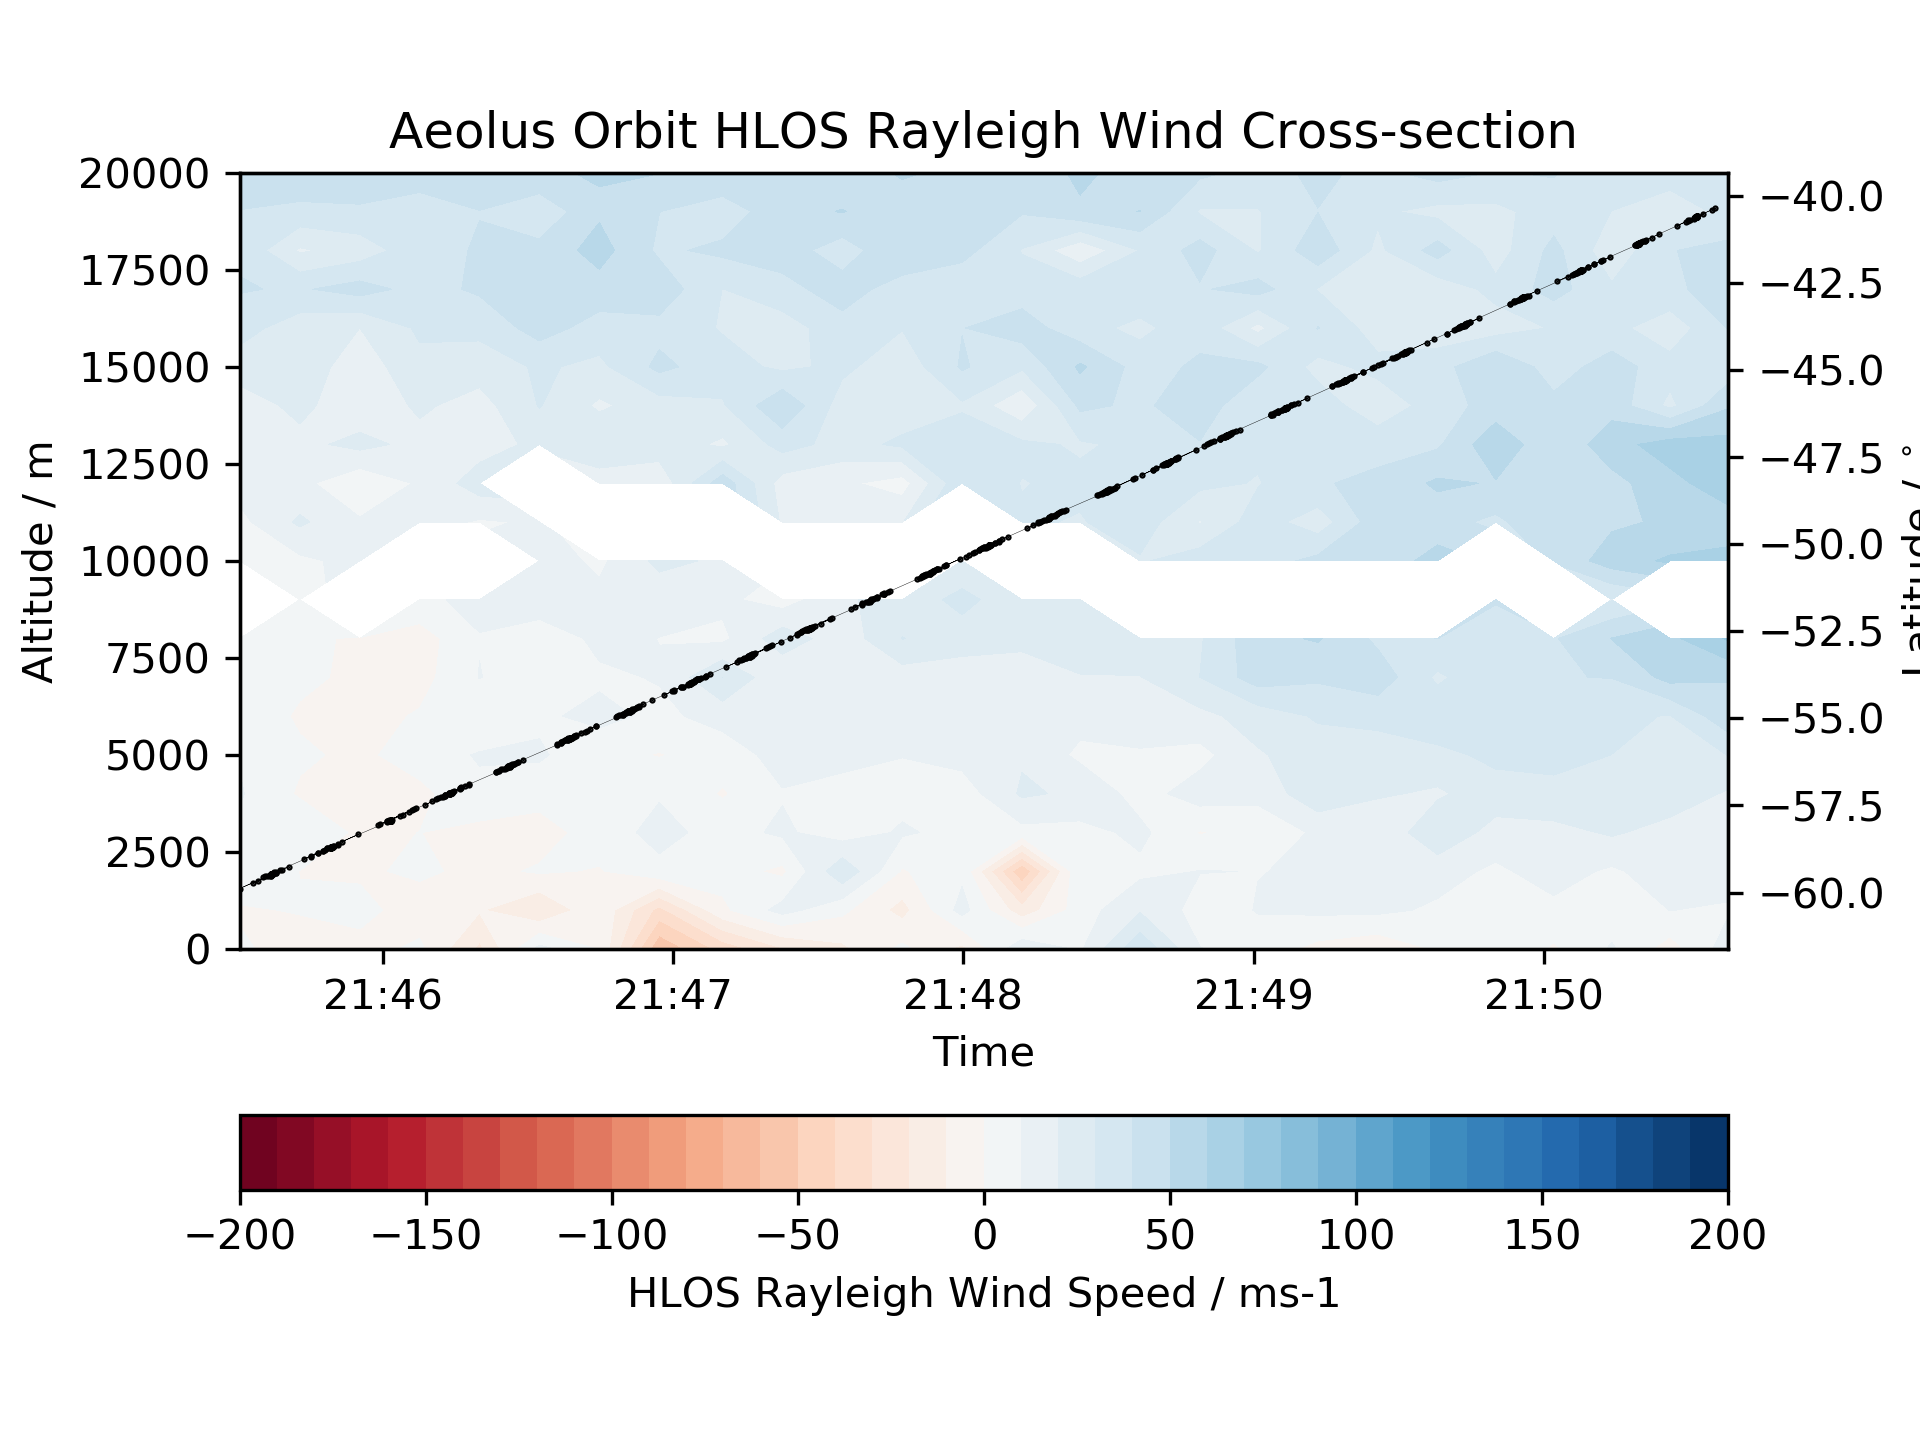 Aeolus Orbit HLOS Rayleigh Wind Cross-section
20000
17500
15000
12500
10000
7500
5000
2500
0
Altitude / m
−40.0
−42.5
−45.0
−47.5
−50.0
−52.5
−55.0
−57.5
−60.0
Latitude / °
21:46 21:47 21:48 21:49 21:50
Time
−200 −150 −100 −50 0 50 100 150 200
HLOS Rayleigh Wind Speed / ms-1